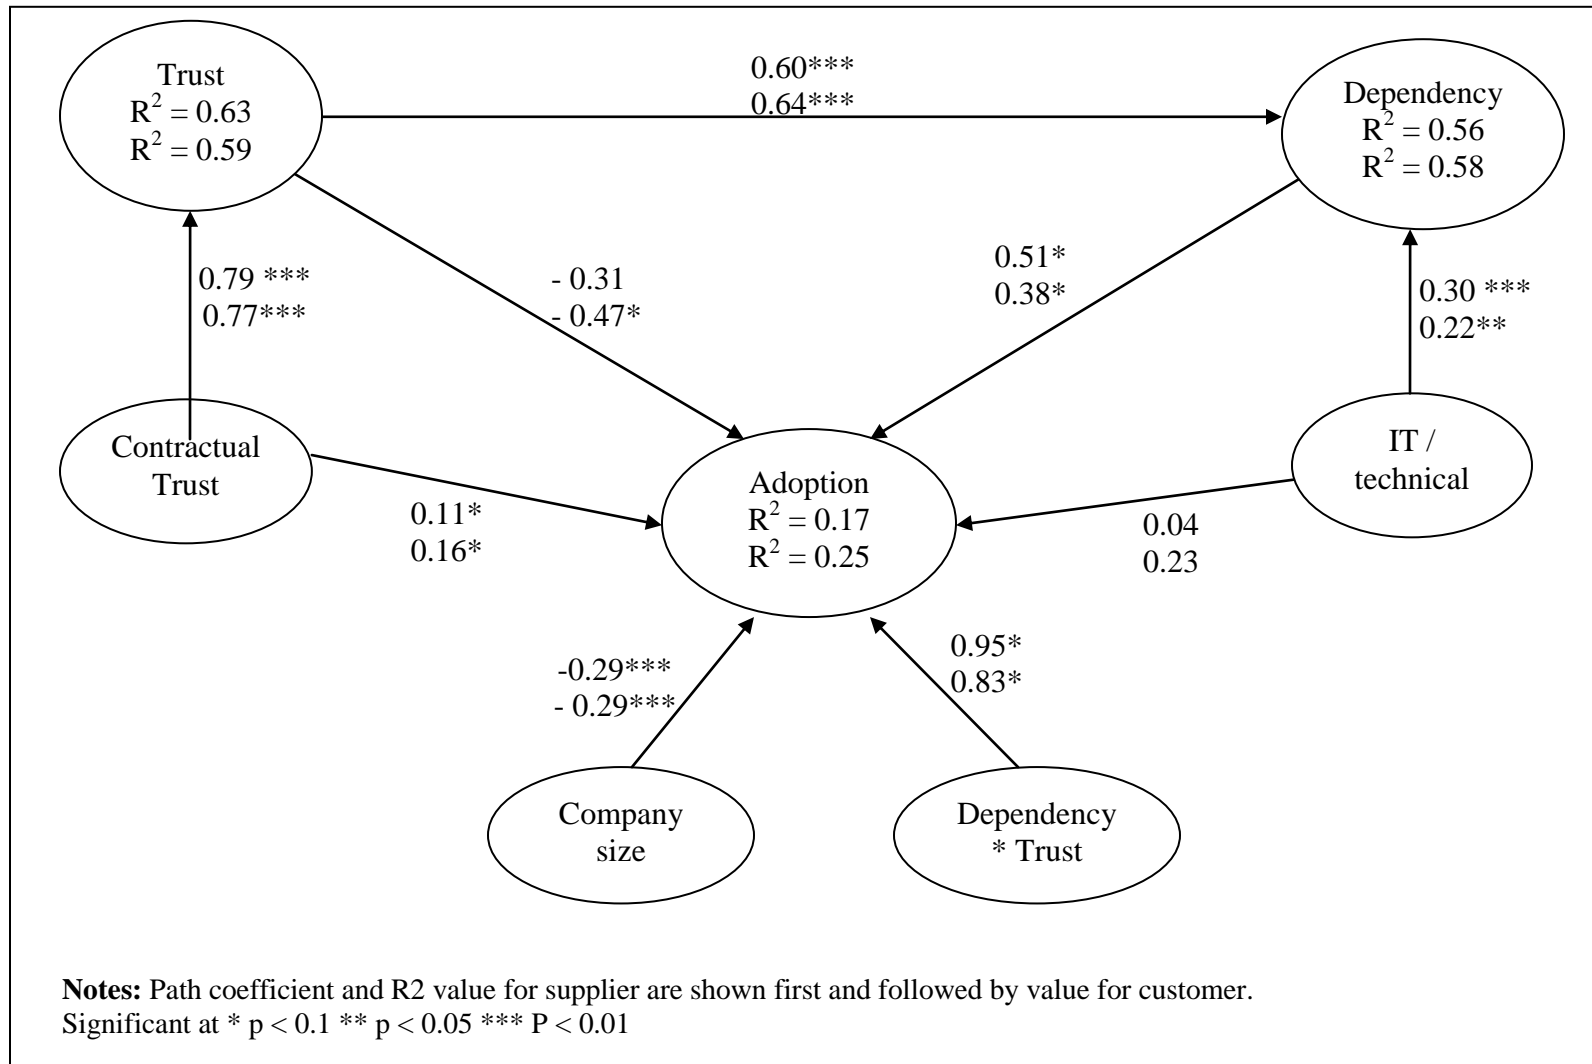 Trust
R² = 0.63
R² = 0.59
0.60***
0.64***
Dependency
R² = 0.56
R² = 0.58
0.79 ***
0.77***
- 0.31
- 0.47*
0.51*
0.38*
0.30 ***
0.22**
Contractual
Trust
IT /
technical
Adoption
R² = 0.17
R² = 0.25
0.11*
0.16*
0.04
0.23
-0.29***
- 0.29***
0.95*
0.83*
Company
size
Dependency
* Trust
Notes: Path coefficient and R2 value for supplier are shown first and followed by value for customer.
Significant at * p < 0.1 ** p < 0.05 *** P < 0.01